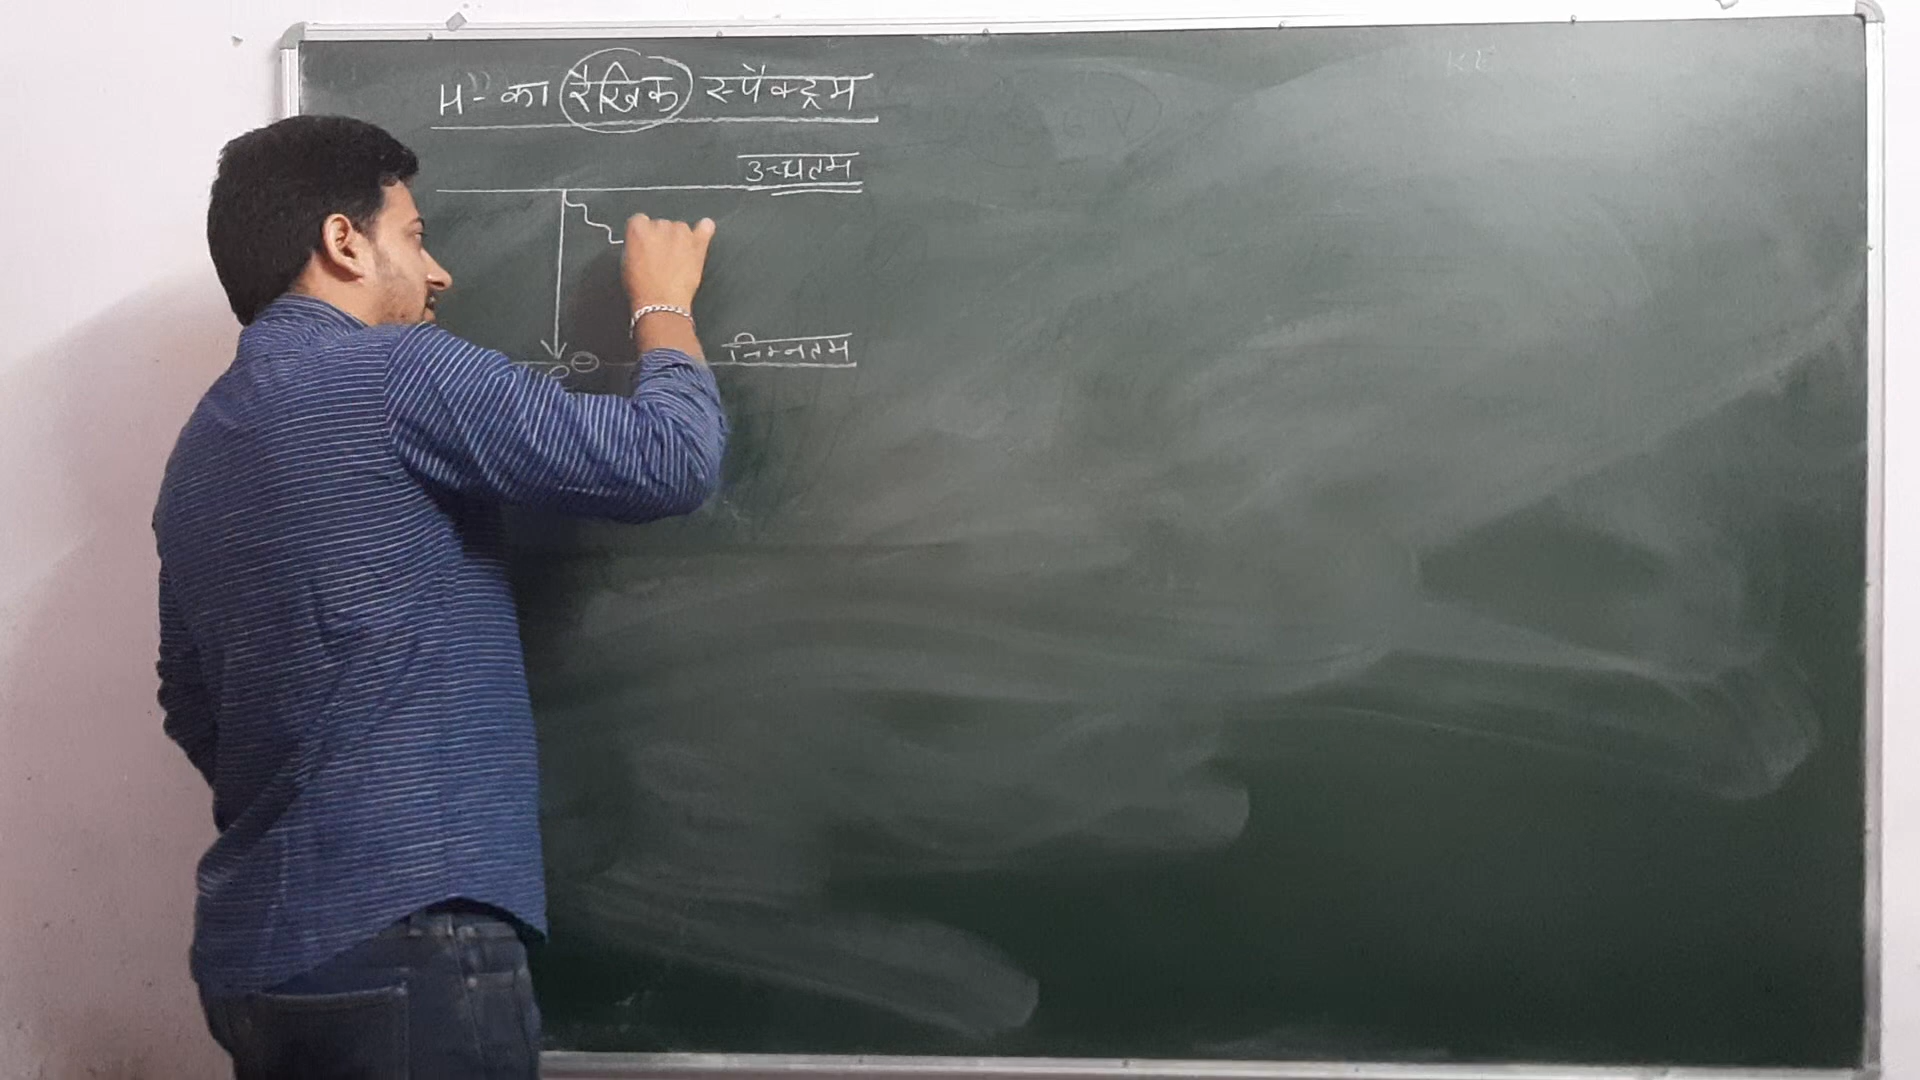 H- का रैखिक स्पैक्ट्रम
उच्चतम
निम्नतम